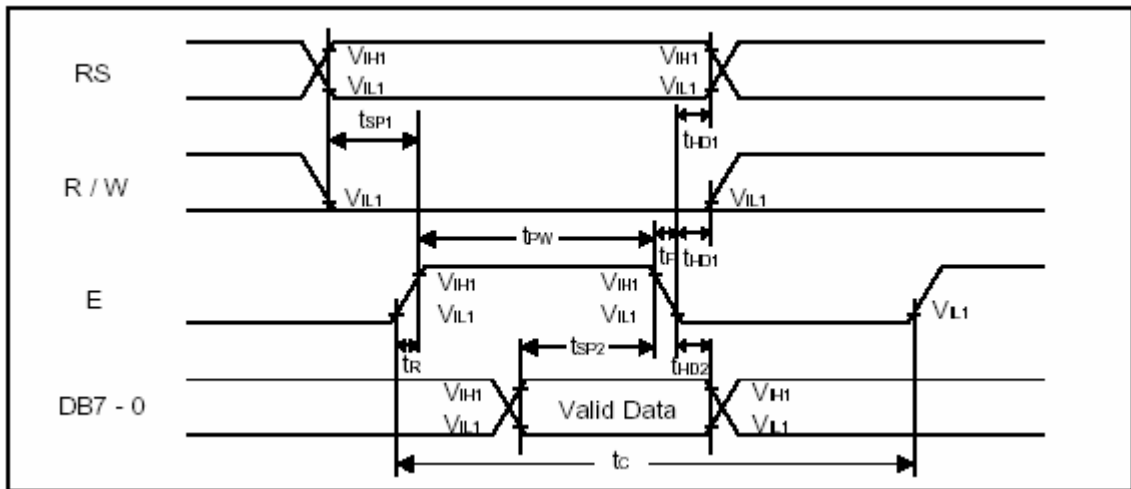 RS
VIH1 VIH1
VIL1 VIL1
tSP1 tHD1
R / W
VIL1 VIL1
tPW tF tHD1
E
VIH1 VIH1
VIL1 VIL1 VIL1
tR tSP2 tHD2
DB7 - 0
VIH1 Valid Data VIH1
VIL1 VIL1
tC